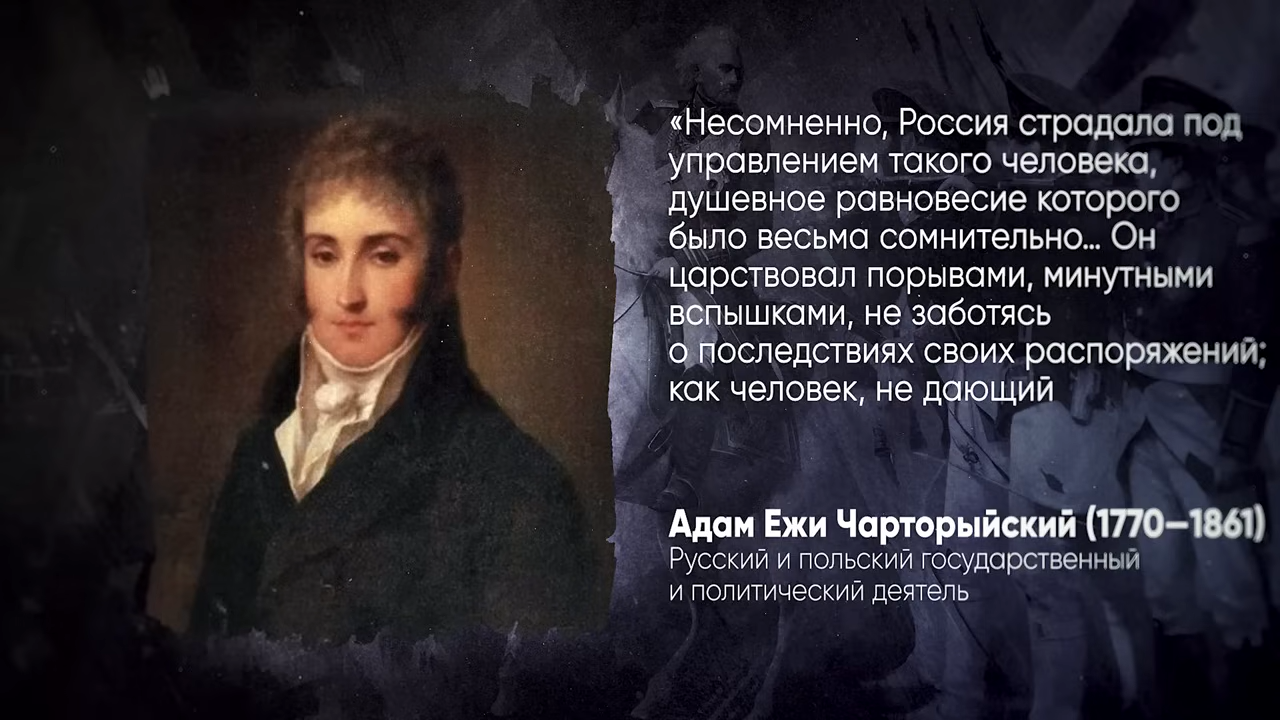 «Несомненно, Россия страдала под
управлением такого человека,
душевное равновесие которого
было весьма сомнительно... Он
царствовал порывами, минутными
вспышками, не заботясь
о последствиях своих распоряжений;
как человек, не дающий
Адам Ежи Чарторыйский (1770–1861)
Русский и польский государственный
и политический деятель